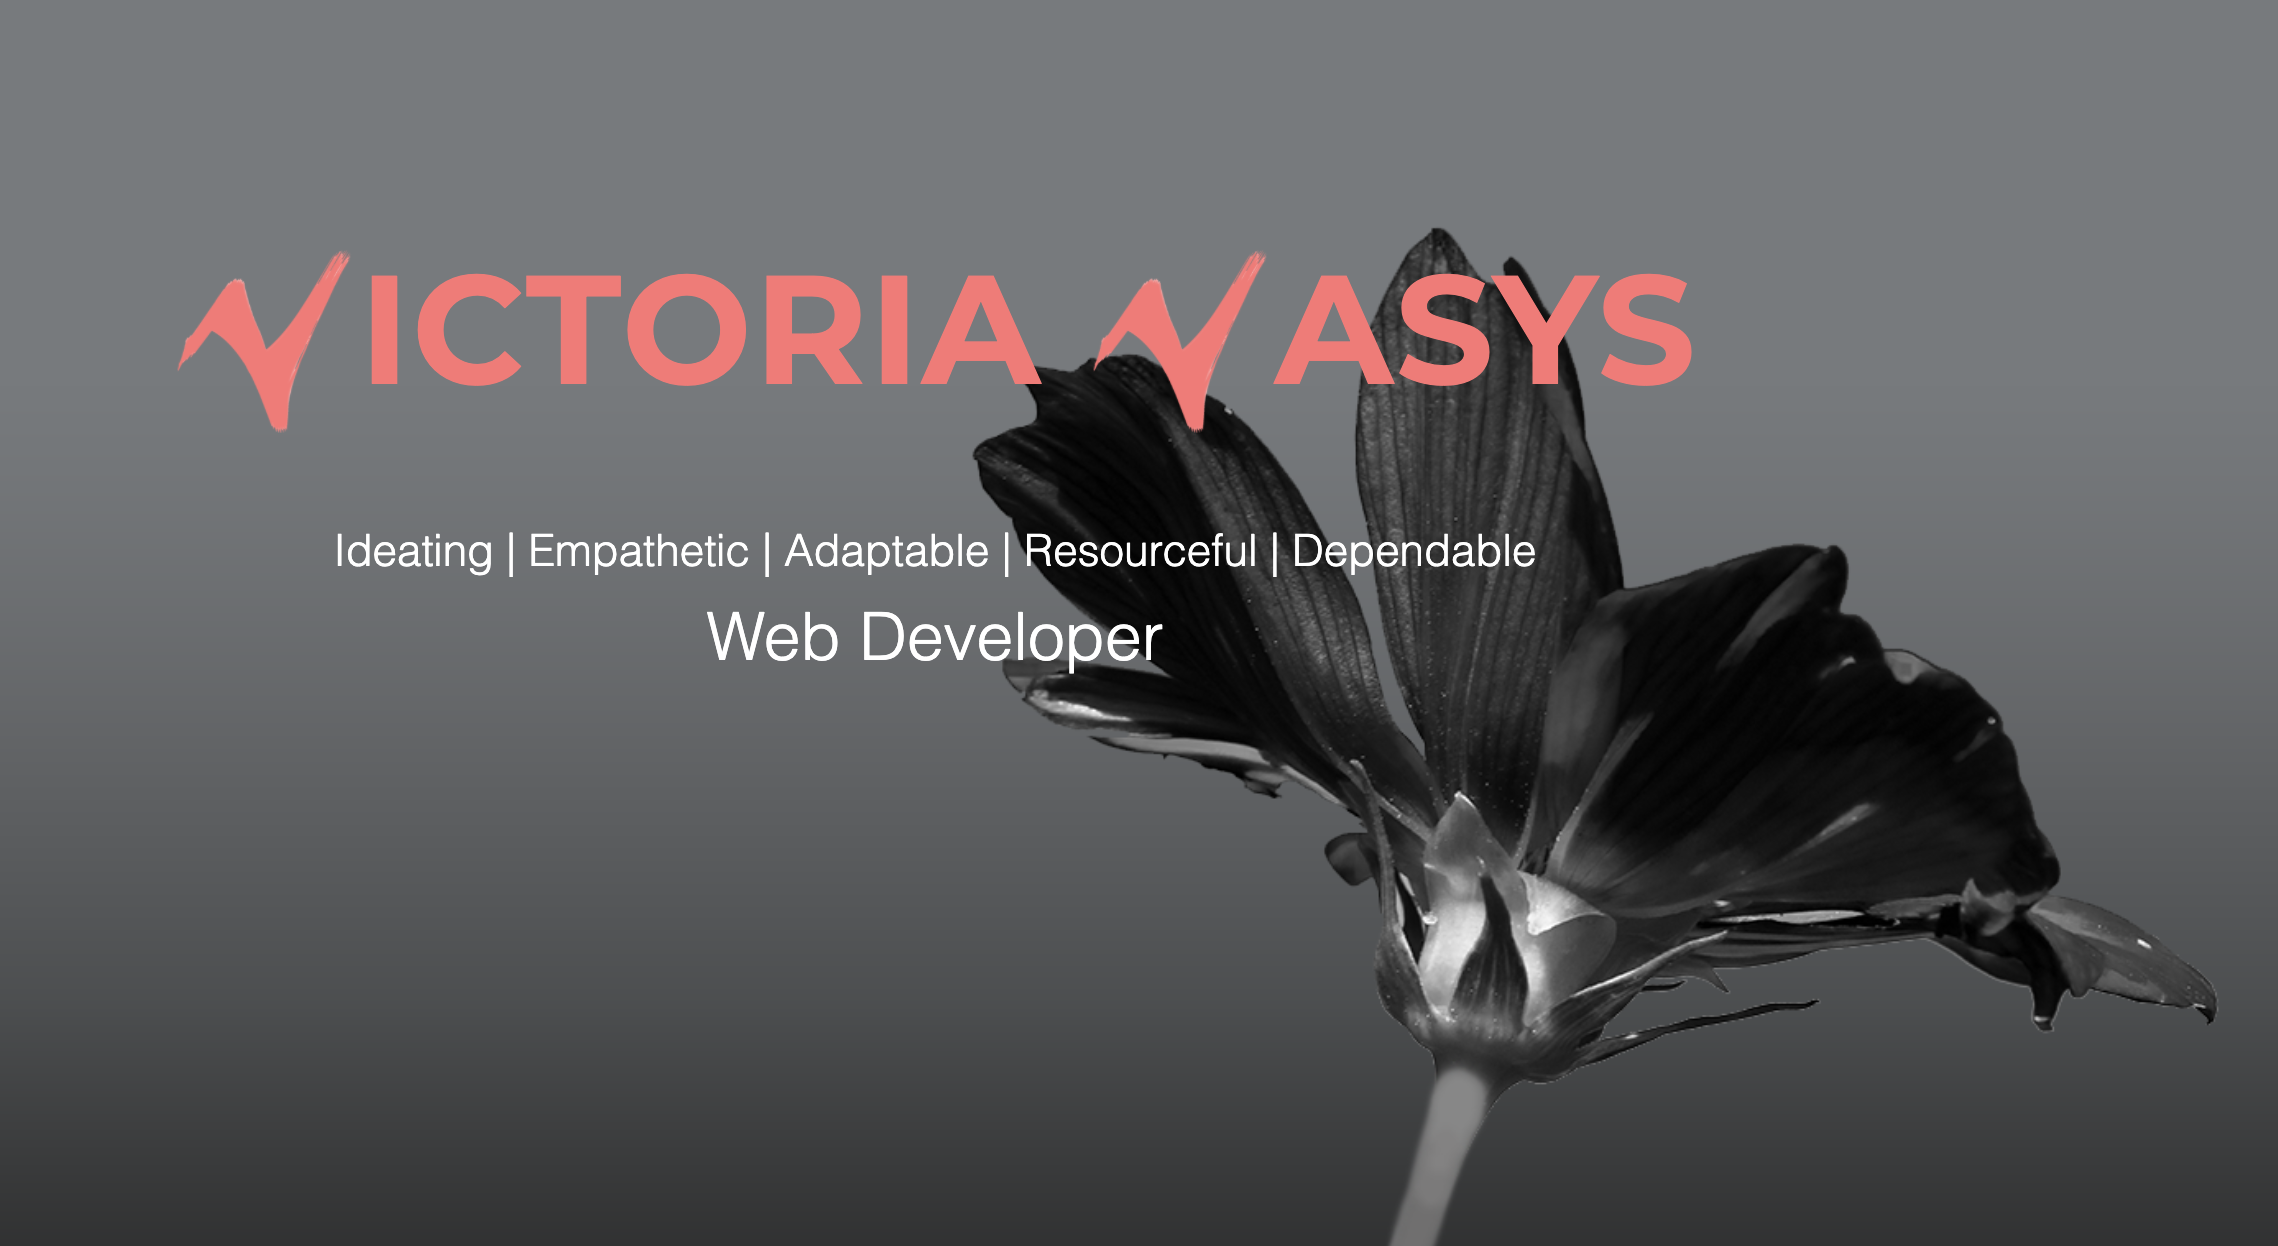 VICTORIA VASYS
Ideating | Empathetic | Adaptable | Resourceful | Dependable
Web Developer